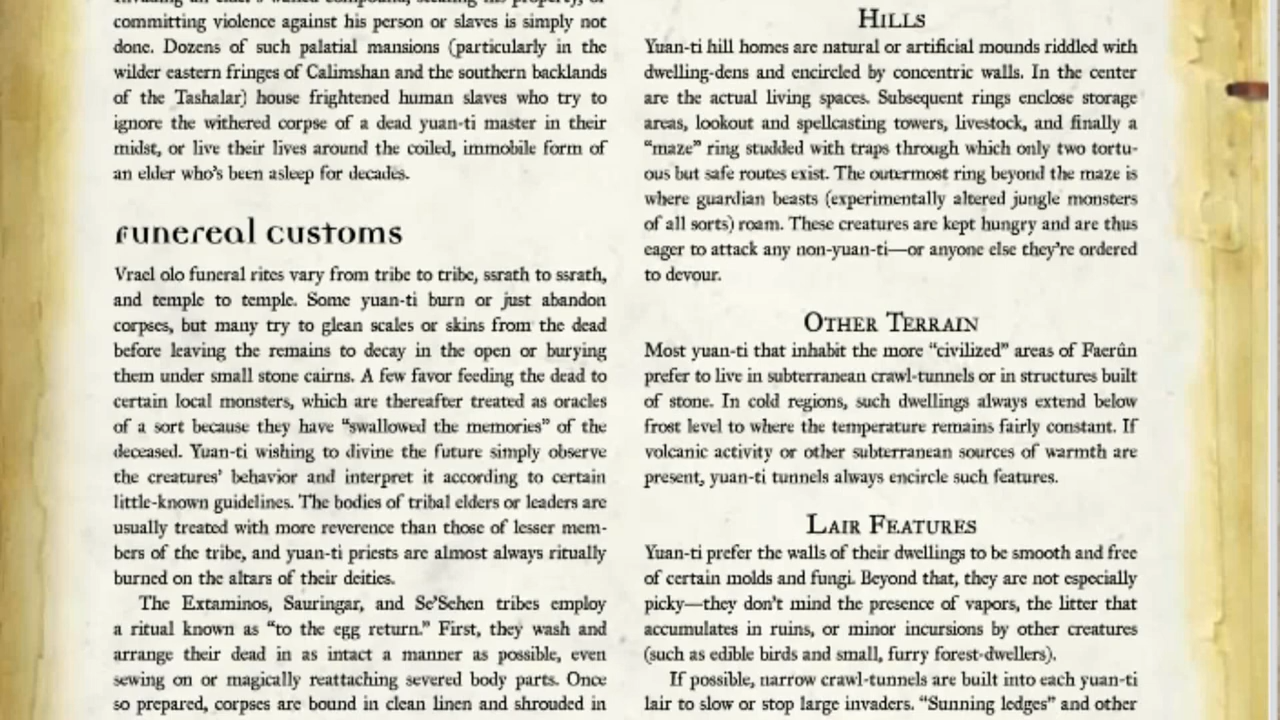 committing violence against his person or slaves is simply not
done. Dozens of such palatial mansions (particularly in the
wilder eastern fringes of Calimshan and the southern backlands
of the Tashalar) house frightened human slaves who try to
ignore the withered corpse of a dead yuan-ti master in their
midst, or live their lives around the coiled, immobile form of
an elder who's been asleep for decades.
funereal customs
Vrael olo funeral rites vary from tribe to tribe, ssrath to ssrath,
and temple to temple. Some yuan-ti burn or just abandon
corpses, but many try to glean scales or skins from the dead
before leaving the remains to decay in the open or burying
them under small stone cairns. A few favor feeding the dead to
certain local monsters, which are thereafter treated as oracles
of a sort because they have “swallowed the memories” of the
deceased. Yuan-ti wishing to divine the future simply observe
the creatures' behavior and interpret it according to certain
little-known guidelines. The bodies of tribal elders or leaders are
usually treated with more reverence than those of lesser mem-
bers of the tribe, and yuan-ti priests are almost always ritually
burned on the altars of their deities.
The Extaminos, Sauringar, and Se'Sehen tribes employ
a ritual known as “to the egg return.” First, they wash and
arrange their dead in as intact a manner as possible, even
sewing on or magically reattaching severed body parts. Once
so prepared, corpses are bound in clean linen and shrouded in
Hills
Yuan-ti hill homes are natural or artificial mounds riddled with
dwelling-dens and encircled by concentric walls. In the center
are the actual living spaces. Subsequent rings enclose storage
areas, lookout and spellcasting towers, livestock, and finally a
“maze” ring studded with traps through which only two tortu-
ous but safe routes exist. The outermost ring beyond the maze is
where guardian beasts (experimentally altered jungle monsters
of all sorts) roam. These creatures are kept hungry and are thus
eager to attack any non-yuan-ti—or anyone else they're ordered
to devour.
Other Terrain
Most yuan-ti that inhabit the more “civilized” areas of Faerûn
prefer to live in subterranean crawl-tunnels or in structures built
of stone. In cold regions, such dwellings always extend below
frost level to where the temperature remains fairly constant. If
volcanic activity or other subterranean sources of warmth are
present, yuan-ti tunnels always encircle such features.
Lair Features
Yuan-ti prefer the walls of their dwellings to be smooth and free
of certain molds and fungi. Beyond that, they are not especially
picky—they don't mind the presence of vapors, the litter that
accumulates in ruins, or minor incursions by other creatures
(such as edible birds and small, furry forest-dwellers).
If possible, narrow crawl-tunnels are built into each yuan-ti
lair to slow or stop large invaders. “Sunning ledges” and other